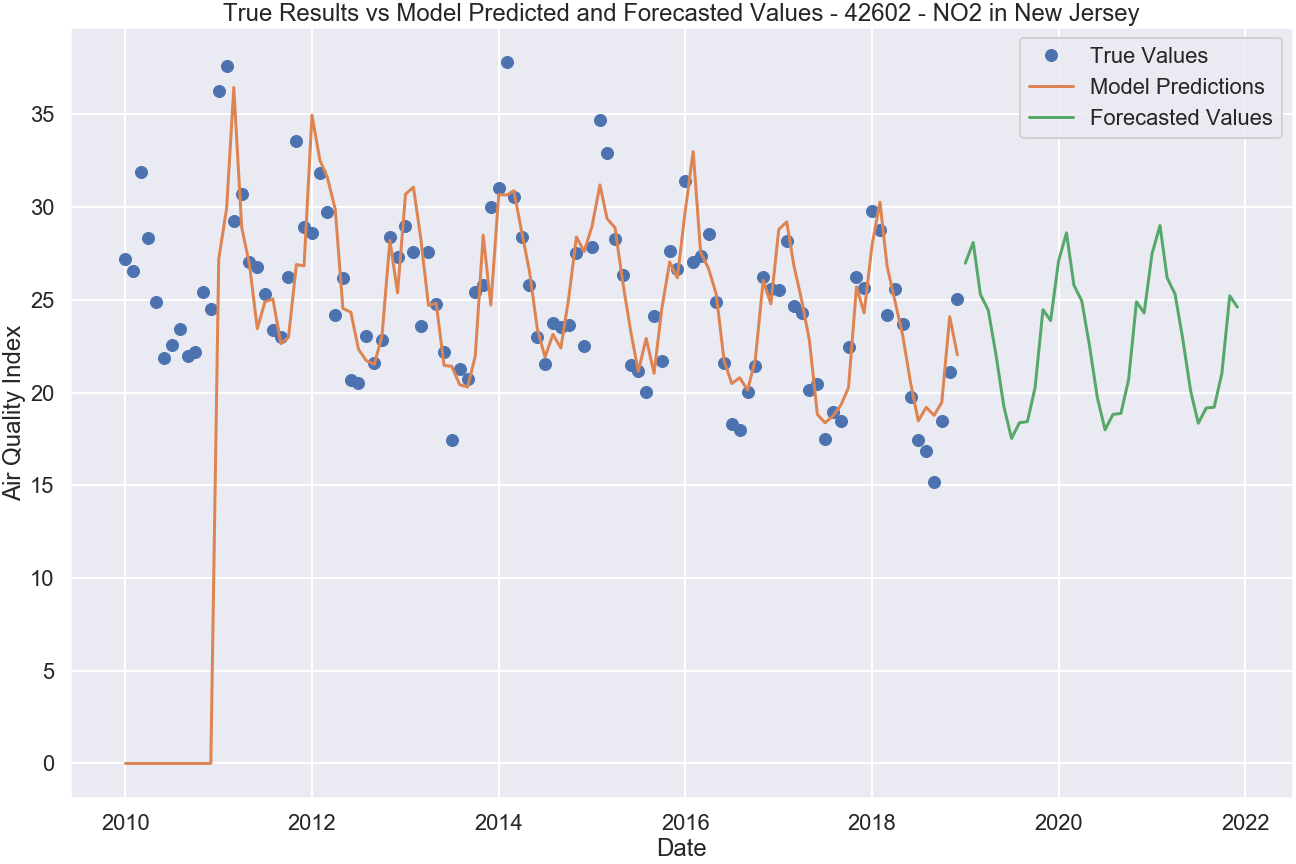 True Results vs Model Predicted and Forecasted Values - 42602 - NO2 in New Jersey
True Values
Model Predictions
Forecasted Values
Air Quality Index
35
30
25
20
15
10
5
0
2010 2012 2014 2016 2018 2020 2022
Date